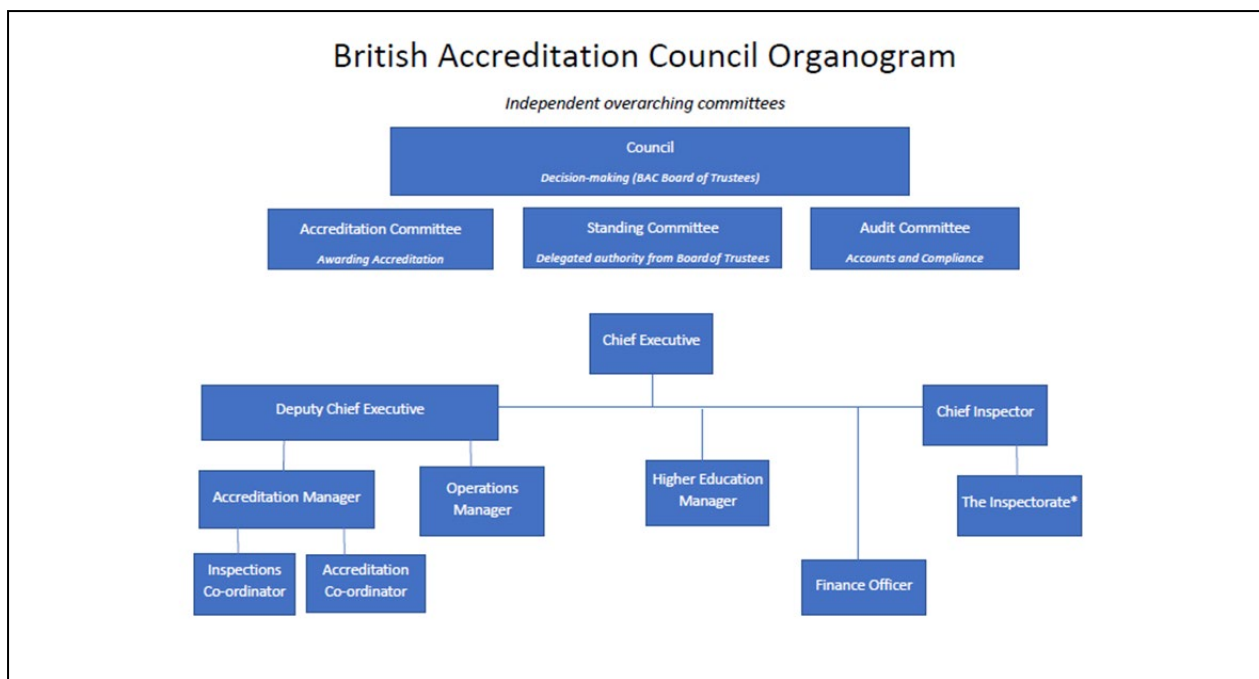 British Accreditation Council Organogram
Independent overarching committees
Council
Decision-making (BAC Board of Trustees)
Accreditation Committee
Awarding Accreditation
Standing Committee
Delegated authority from Board of Trustees
Audit Committee
Accounts and Compliance
Chief Executive
Deputy Chief Executive
Chief Inspector
Accreditation Manager
Operations
Manager
Higher Education
Manager
The Inspectorate*
Inspections
Co-ordinator
Accreditation
Co-ordinator
Finance Officer